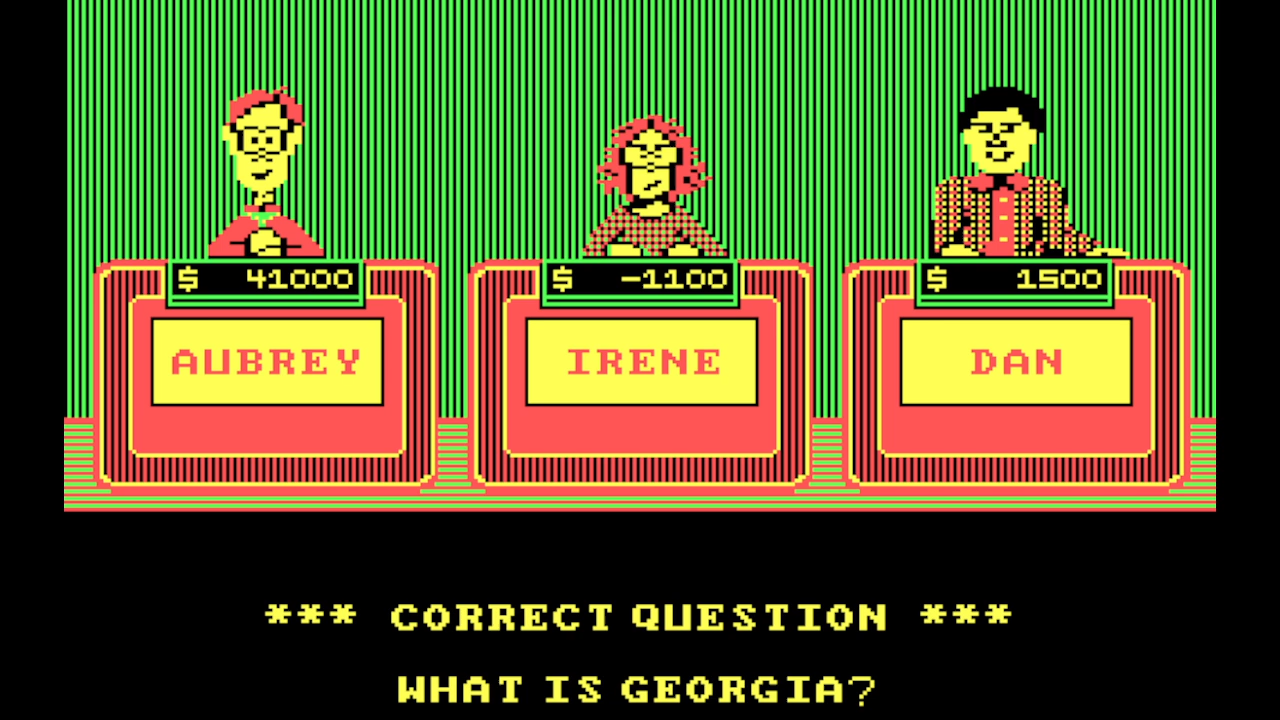 $ 41000 $ -1100 $ 1500
AUBREY IRENE DAN
*** CORRECT QUESTION ***
WHAT IS GEORGIA?